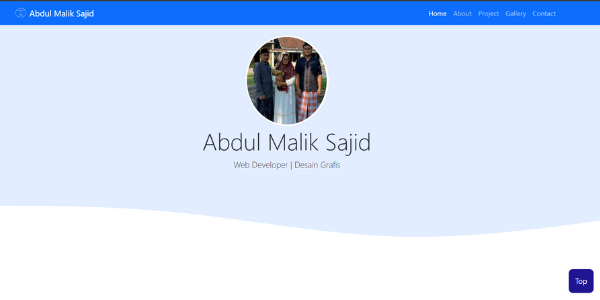 Abdul Malik Sajid
Home About Project Gallery Contact
Abdul Malik Sajid
Web Developer | Desain Grafis
Top